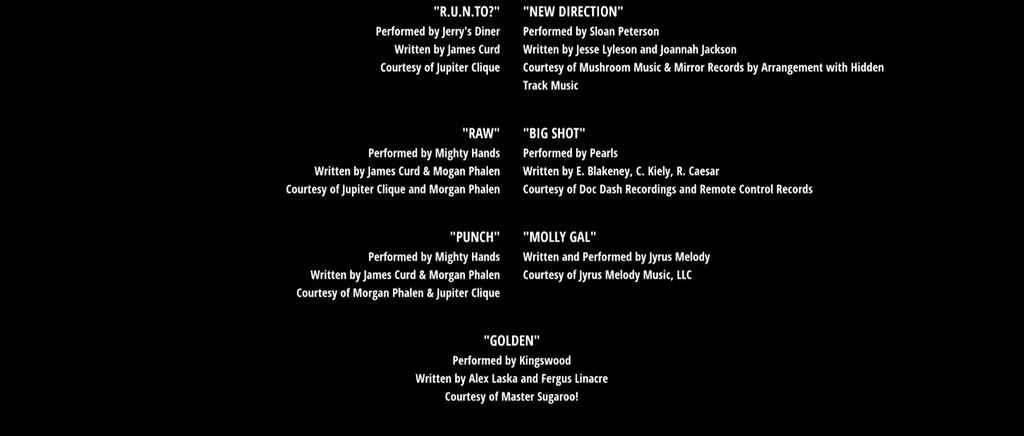 "R.U.N.TO?"
Performed by Jerry's Diner
Written by James Curd
Courtesy of Jupiter Clique
"NEW DIRECTION"
Performed by Sloan Peterson
Written by Jesse Lyleson and Joannah Jackson
Courtesy of Mushroom Music & Mirror Records by Arrangement with Hidden
Track Music
"RAW"
Performed by Mighty Hands
Written by James Curd & Mogan Phalen
Courtesy of Jupiter Clique and Morgan Phalen
"BIG SHOT"
Performed by Pearls
Written by E. Blakeney, C. Kiely, R. Caesar
Courtesy of Doc Dash Recordings and Remote Control Records
"PUNCH"
Performed by Mighty Hands
Written by James Curd & Morgan Phalen
Courtesy of Morgan Phalen & Jupiter Clique
"MOLLY GAL"
Written and Performed by Jyrus Melody
Courtesy of Jyrus Melody Music, LLC
"GOLDEN"
Performed by Kingswood
Written by Alex Laska and Fergus Linacre
Courtesy of Master Sugaroo!